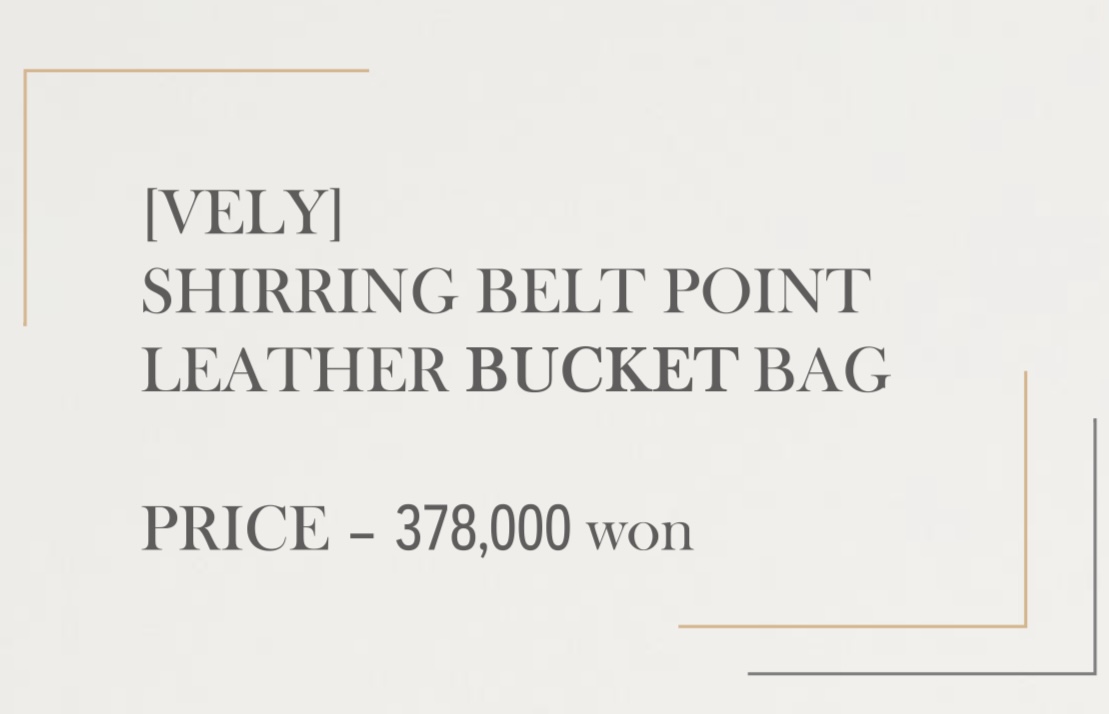 [VELY]
SHIRRING BELT POINT
LEATHER BUCKET BAG
PRICE – 378,000 won